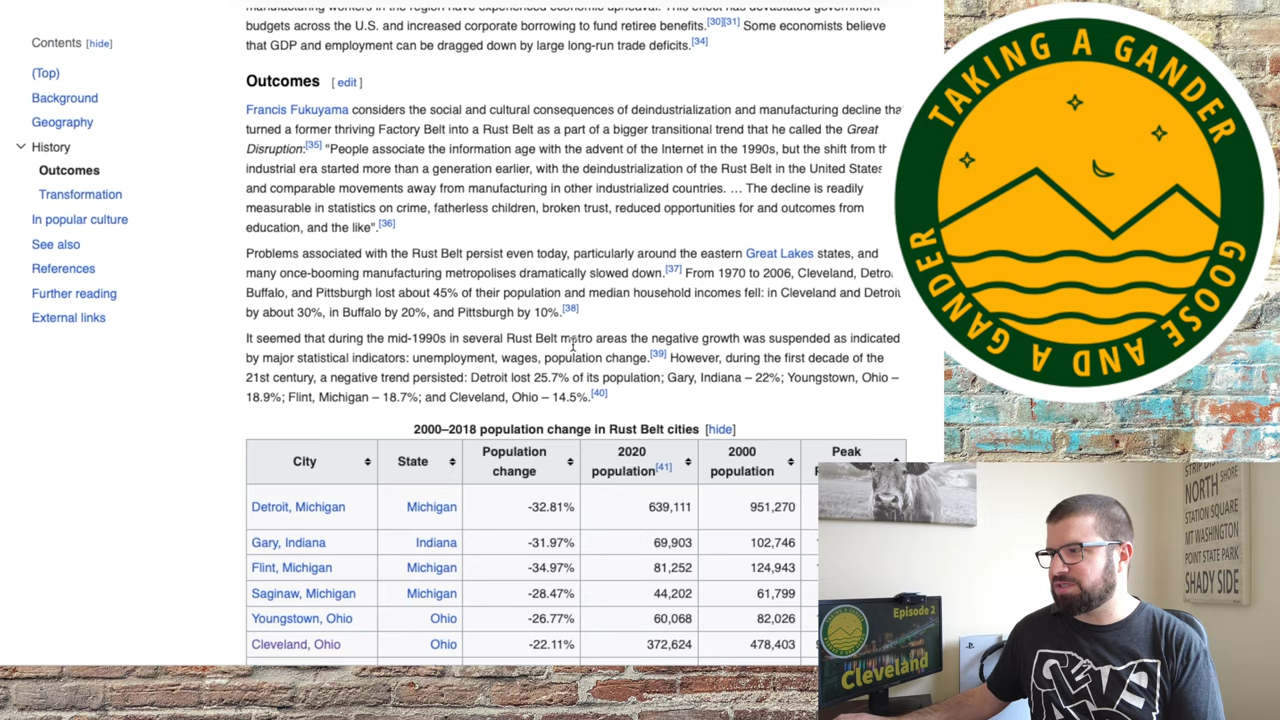 manufacturing workers in the region have experienced economic upheaval. This effect has devastated government
budgets across the U.S. and increased corporate borrowing to fund retiree benefits.[30][31] Some economists believe
that GDP and employment can be dragged down by large long-run trade deficits.[34]
Contents [hide]
(Top)
Background
Geography
History
Outcomes
Transformation
In popular culture
See also
References
Further reading
External links
Outcomes [ edit ]
Francis Fukuyama considers the social and cultural consequences of deindustrialization and manufacturing decline tha
turned a former thriving Factory Belt into a Rust Belt as a part of a bigger transitional trend that he called the Great
Disruption:[35] "People associate the information age with the advent of the Internet in the 1990s, but the shift from th
industrial era started more than a generation earlier, with the deindustrialization of the Rust Belt in the United States
and comparable movements away from manufacturing in other industrialized countries. … The decline is readily
measurable in statistics on crime, fatherless children, broken trust, reduced opportunities for and outcomes from
education, and the like".[36]
Problems associated with the Rust Belt persist even today, particularly around the eastern Great Lakes states, and
many once-booming manufacturing metropolises dramatically slowed down.[37] From 1970 to 2006, Cleveland, Detro
Buffalo, and Pittsburgh lost about 45% of their population and median household incomes fell: in Cleveland and Detroi
by about 30%, in Buffalo by 20%, and Pittsburgh by 10%.[38]
It seemed that during the mid-1990s in several Rust Belt metro areas the negative growth was suspended as indicated
by major statistical indicators: unemployment, wages, population change.[39] However, during the first decade of the
21st century, a negative trend persisted: Detroit lost 25.7% of its population; Gary, Indiana – 22%; Youngstown, Ohio –
18.9%; Flint, Michigan – 18.7%; and Cleveland, Ohio – 14.5%.[40]
2000–2018 population change in Rust Belt cities [hide]
City State Population change 2020 population[41] 2000 population Peak
Detroit, Michigan Michigan -32.81% 639,111 951,270
Gary, Indiana Indiana -31.97% 69,903 102,746
Flint, Michigan Michigan -34.97% 81,252 124,943
Saginaw, Michigan Michigan -28.47% 44,202 61,799
Youngstown, Ohio Ohio -26.77% 60,068 82,026
Cleveland, Ohio Ohio -22.11% 372,624 478,403
TAKING A GANDER
GOOSE AND A GANDER
NORTH SHORE
STATION SQUARE
MT WASHINGTON
POINT STATE PARK
SHADY SIDE
Episode 2
Cleveland